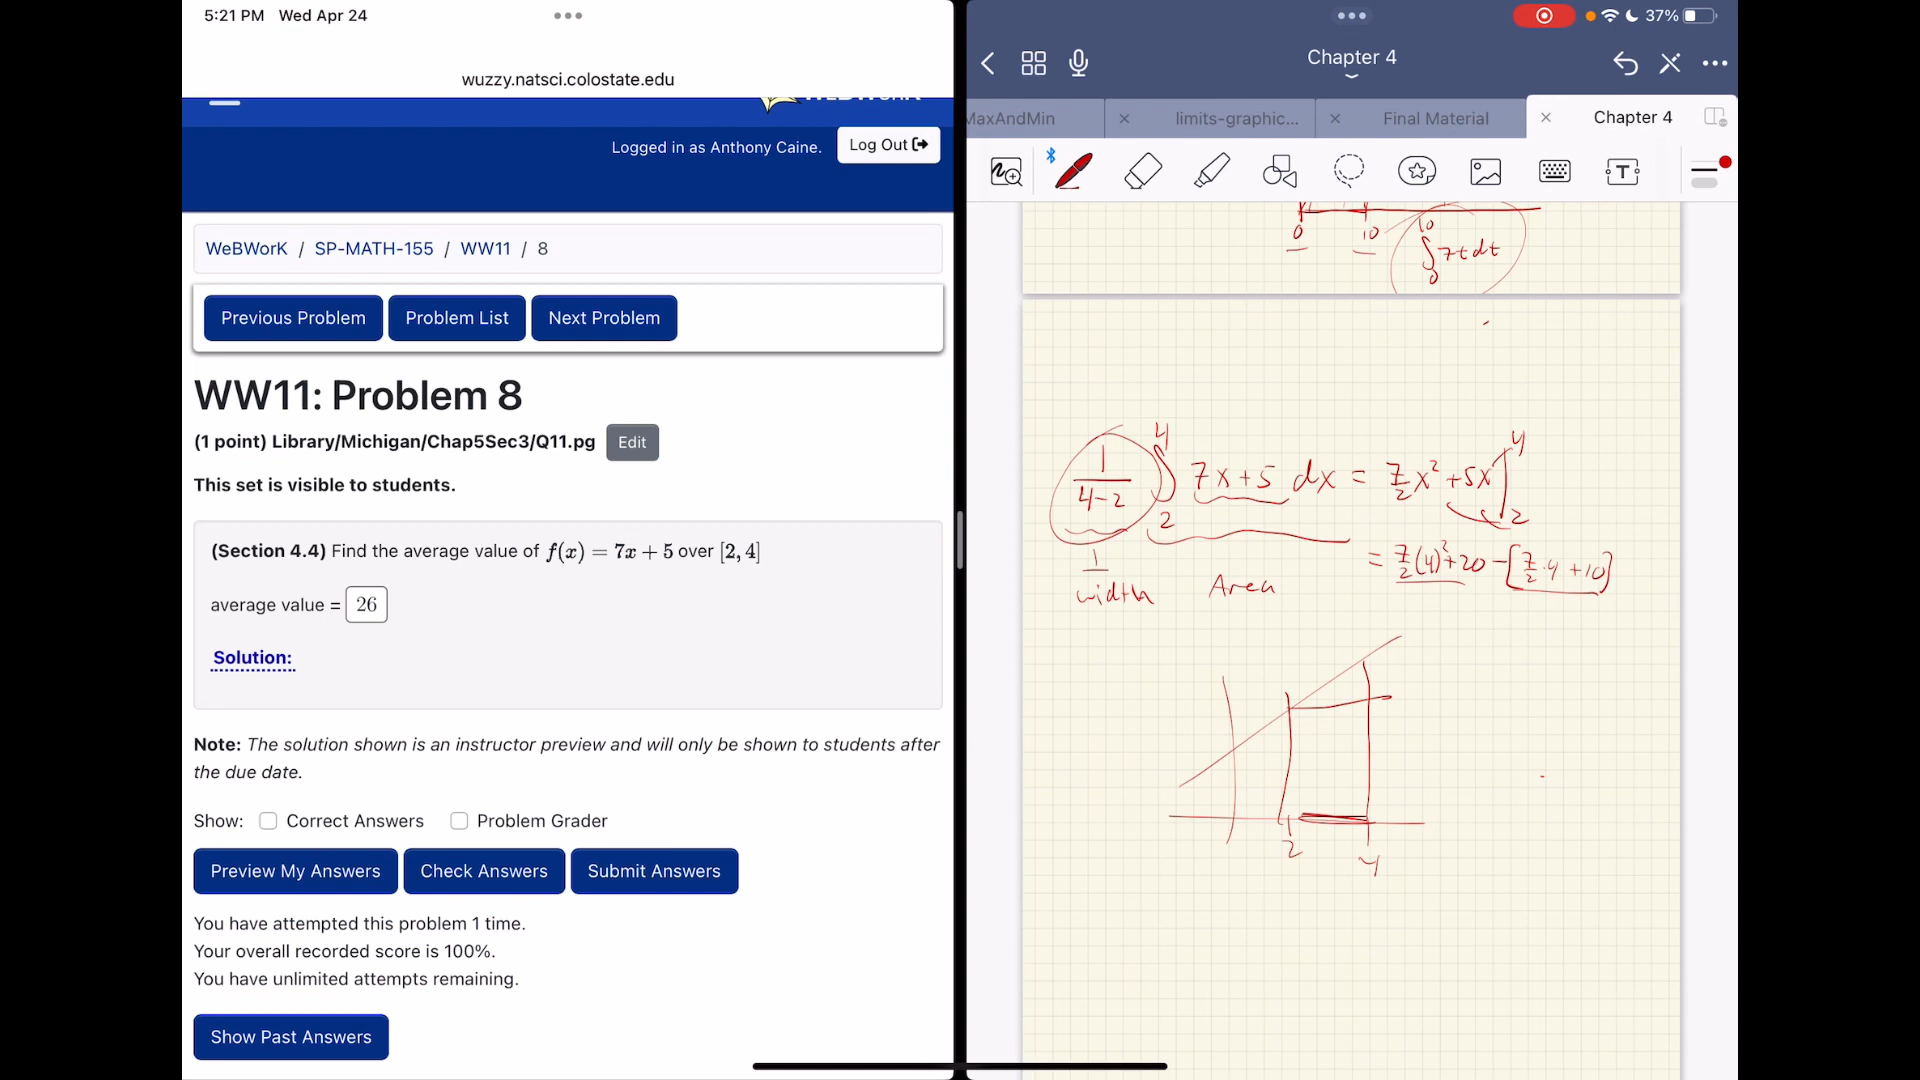 5:21 PM Wed Apr 24
wuzzy.natsci.colostate.edu
Logged in as Anthony Caine.
Log Out
WeBWorK / SP-MATH-155 / WW11 / 8
Previous Problem
Problem List
Next Problem
WW11: Problem 8
(1 point) Library/Michigan/Chap5Sec3/Q11.pg
Edit
This set is visible to students.
(Section 4.4) Find the average value of f(x) = 7x + 5 over [2, 4]
average value = 26
Solution:
Note: The solution shown is an instructor preview and will only be shown to students after
the due date.
Show: Correct Answers Problem Grader
Preview My Answers
Check Answers
Submit Answers
You have attempted this problem 1 time.
Your overall recorded score is 100%.
You have unlimited attempts remaining.
Show Past Answers
37%
Chapter 4
MaxAndMin
limits-graphic...
Final Material
Chapter 4
0 10
∫₀¹⁰ 7t dt
1/(4-2) ∫₂⁴ 7x+5 dx = 7/2 x² + 5x ]₂⁴
= 7/2 (4)² + 20 - [7/2 · 4 + 10]
1/width Area
2 4